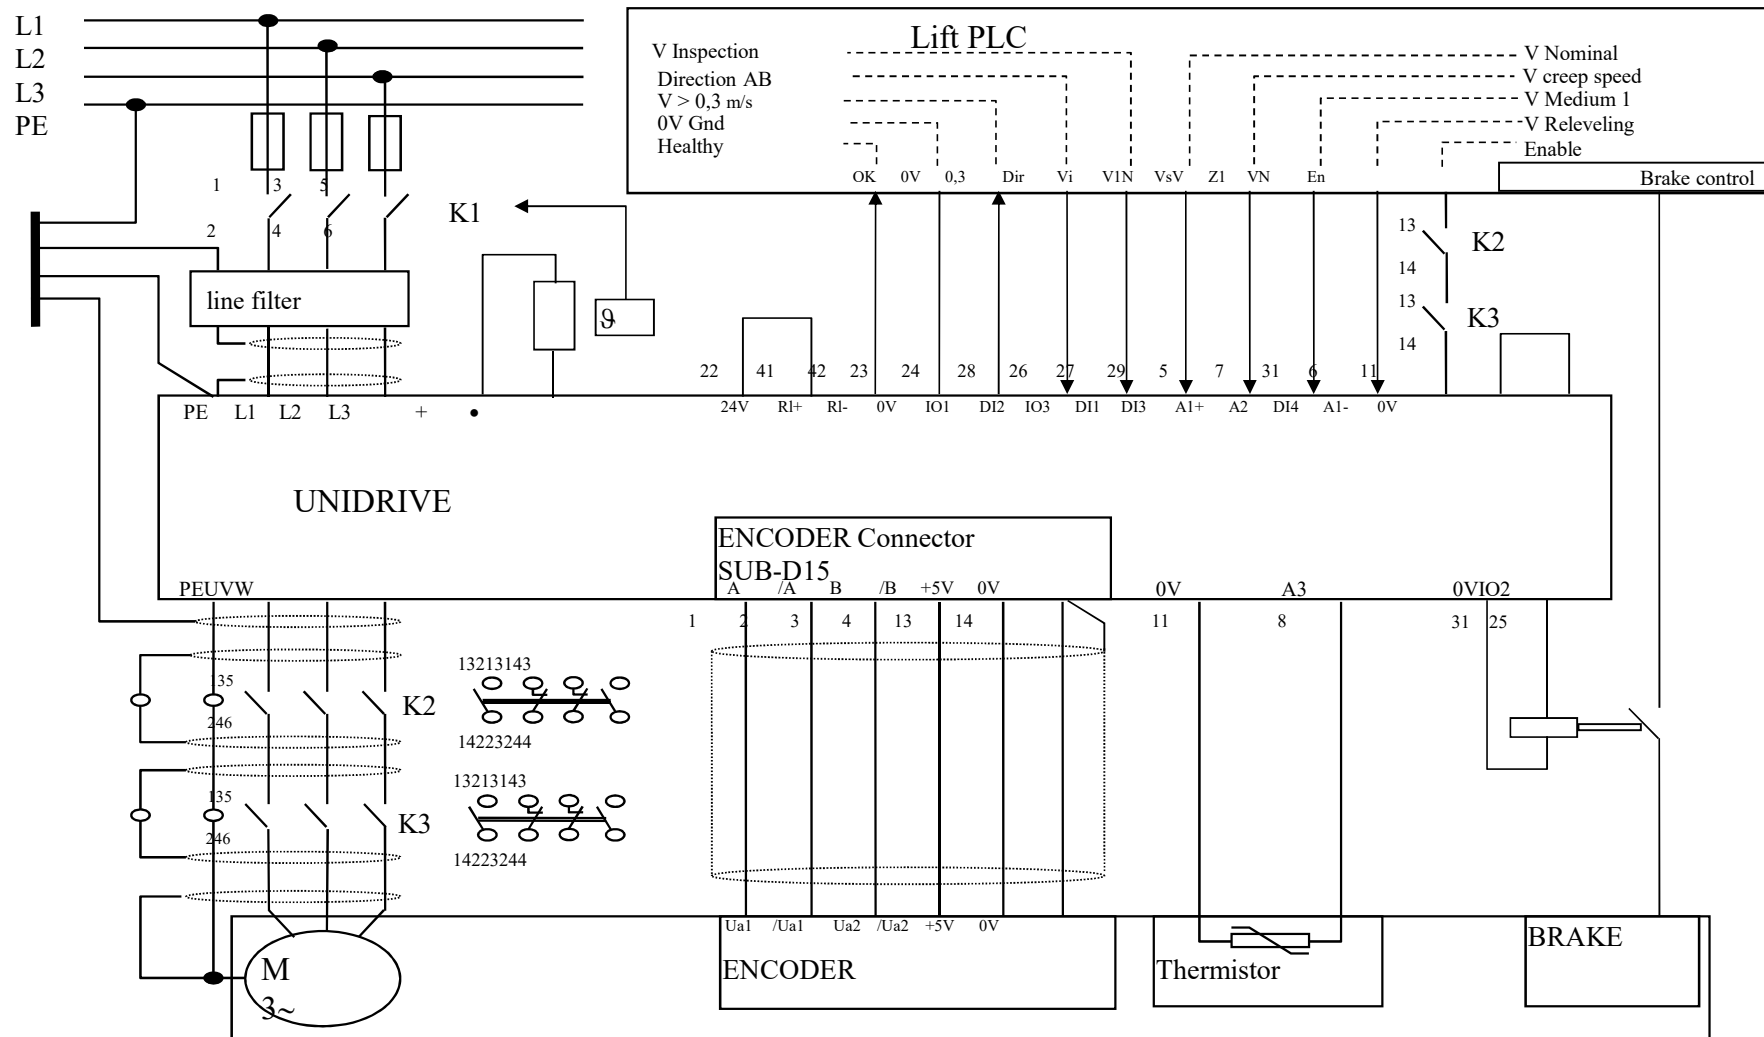 L1
L2
L3
PE
Lift PLC
V Inspection
Direction AB
V > 0,3 m/s
0V Gnd
Healthy
V Nominal
V creep speed
V Medium 1
V Releveling
Enable
OK 0V 0,3 Dir Vi V1N VsV Z1 VN En
Brake control
1 3 5
K1
2 4 6
13
K2
14
13
K3
14
line filter
ϑ
22 41 42 23 24 28 26 27 29 5 7 31 6 11
PE L1 L2 L3 + •
24V Rl+ Rl- 0V IO1 DI2 IO3 DI1 DI3 A1+ A2 DI4 A1- 0V
UNIDRIVE
ENCODER Connector
SUB-D15
PEUVW
A /A B /B +5V 0V
0V A3 0VIO2
1 2 3 4 13 14 11 8 31 25
135
K2
246
13213143
14223244
135
K3
246
13213143
14223244
Ua1 /Ua1 Ua2 /Ua2 +5V 0V
ENCODER
Thermistor
BRAKE
M
3~